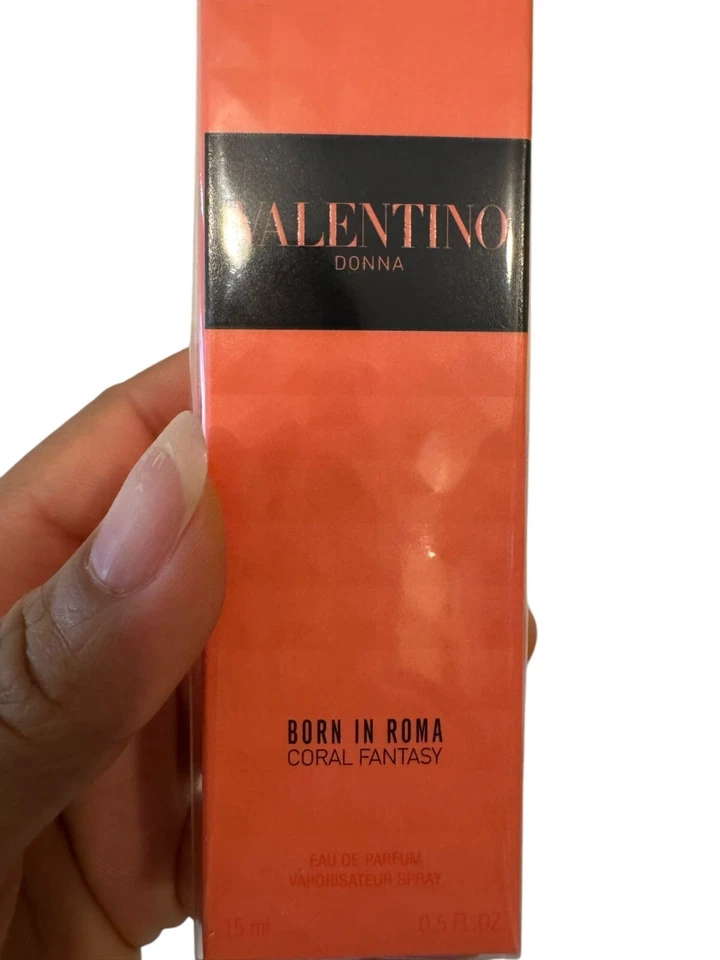 VALENTINO
DONNA
BORN IN ROMA
CORAL FANTASY
EAU DE PARFUM
VAPORISATEUR SPRAY
15 ml 0.5 FL.OZ